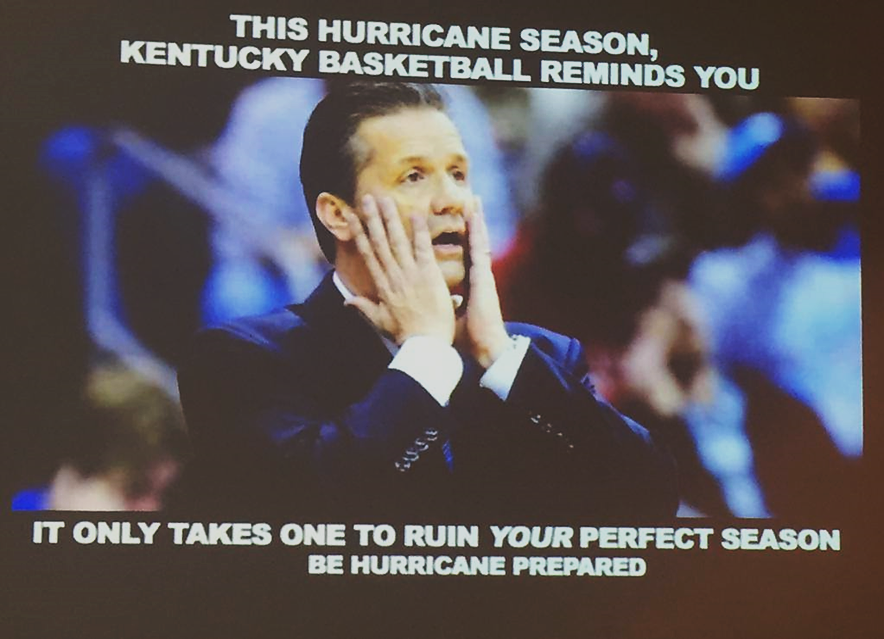 THIS HURRICANE SEASON,
KENTUCKY BASKETBALL REMINDS YOU
IT ONLY TAKES ONE TO RUIN YOUR PERFECT SEASON
BE HURRICANE PREPARED